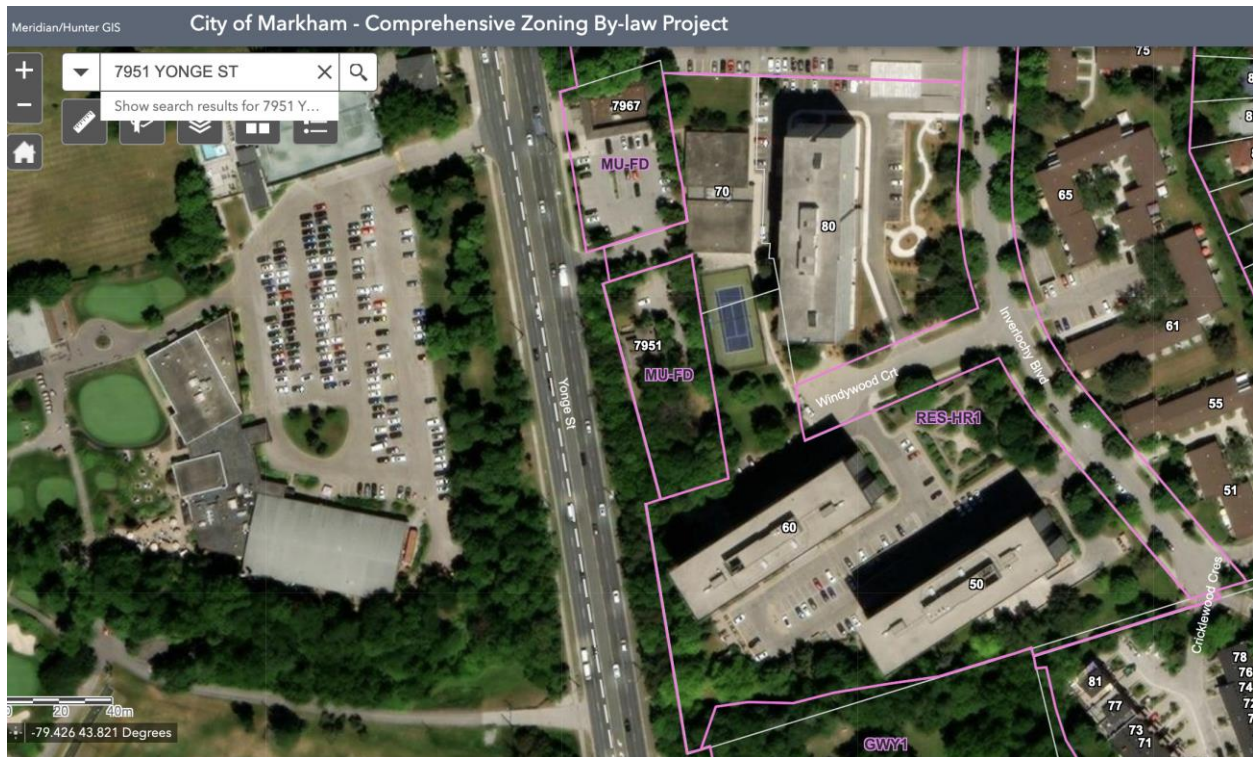 Meridian/Hunter GIS
City of Markham - Comprehensive Zoning By-law Project
+
7951 YONGE ST
Show search results for 7951 Y...
–
75
7967
MU-FD
70
80
65
61
7951
MU-FD
Yonge St
Windywood Crt
Inverlochy Blvd
RES-HR1
55
51
60
50
Cricklewood Cres
78
76
74
81
77
73
71
GWY1
20
40m
-79.426 43.821 Degrees